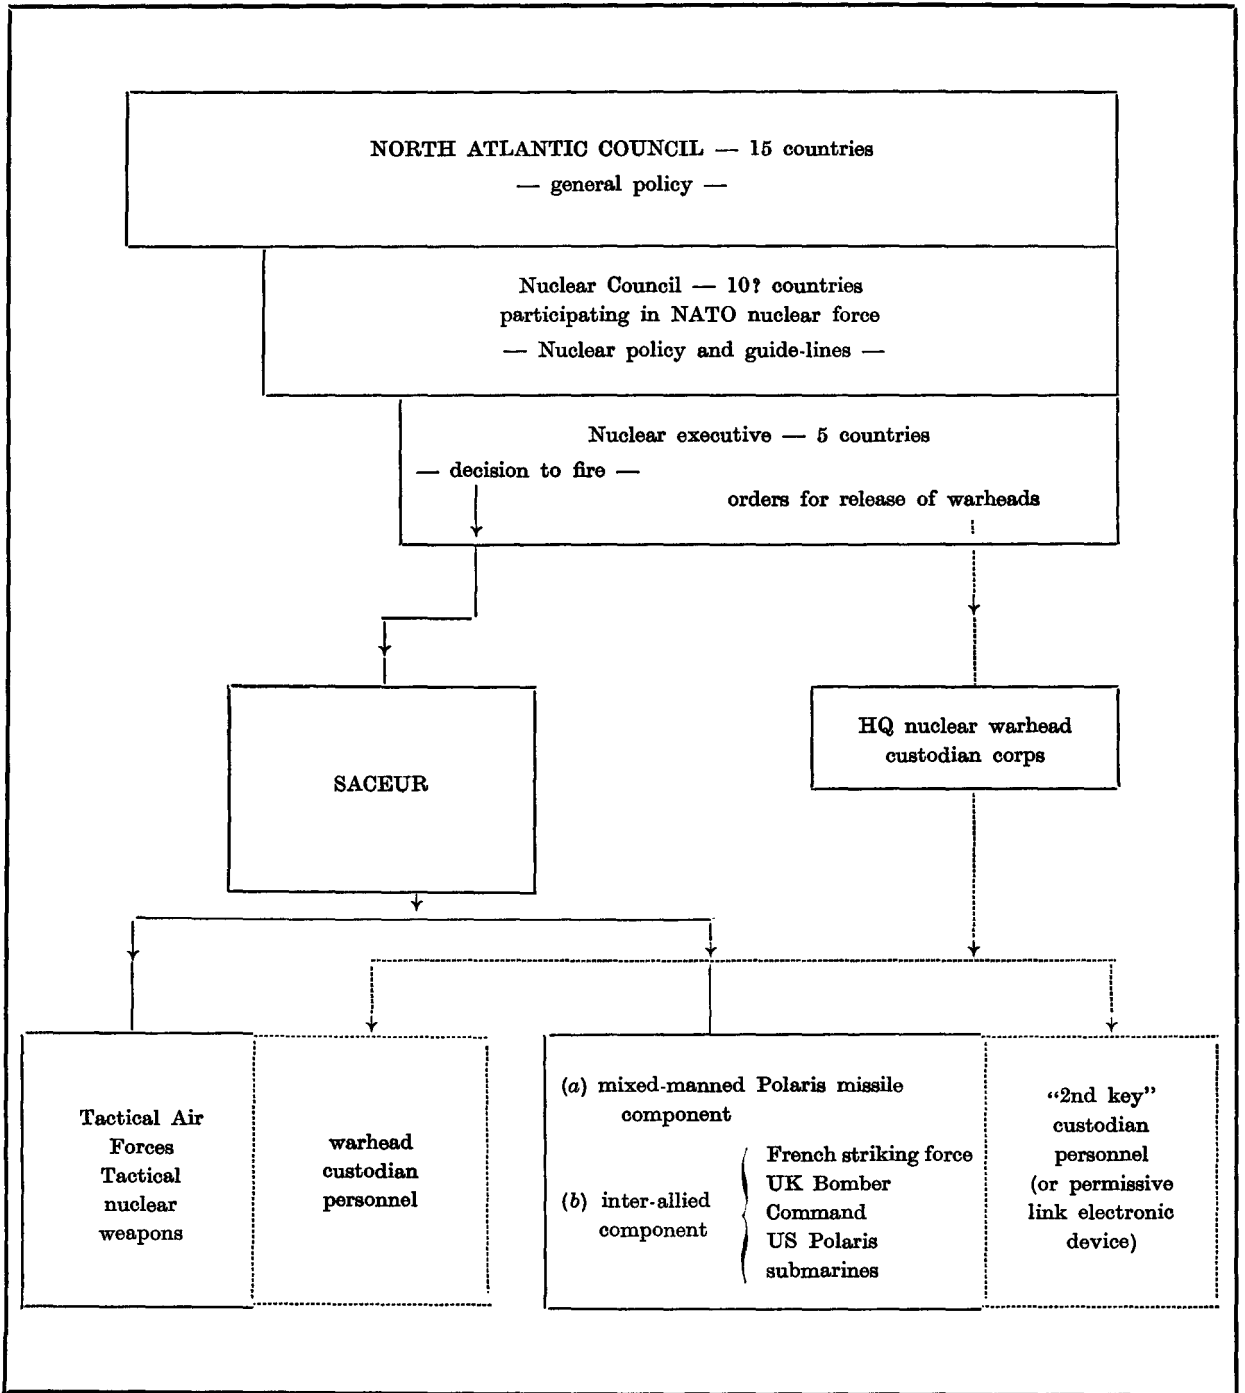 NORTH ATLANTIC COUNCIL — 15 countries
— general policy —
Nuclear Council — 10? countries
participating in NATO nuclear force
— Nuclear policy and guide-lines —
Nuclear executive — 5 countries
— decision to fire —
orders for release of warheads
SACEUR
HQ nuclear warhead
custodian corps
Tactical Air
Forces
Tactical
nuclear
weapons
warhead
custodian
personnel
(a) mixed-manned Polaris missile
component
(b) inter-allied
component
French striking force
UK Bomber
Command
US Polaris
submarines
“2nd key”
custodian
personnel
(or permissive
link electronic
device)